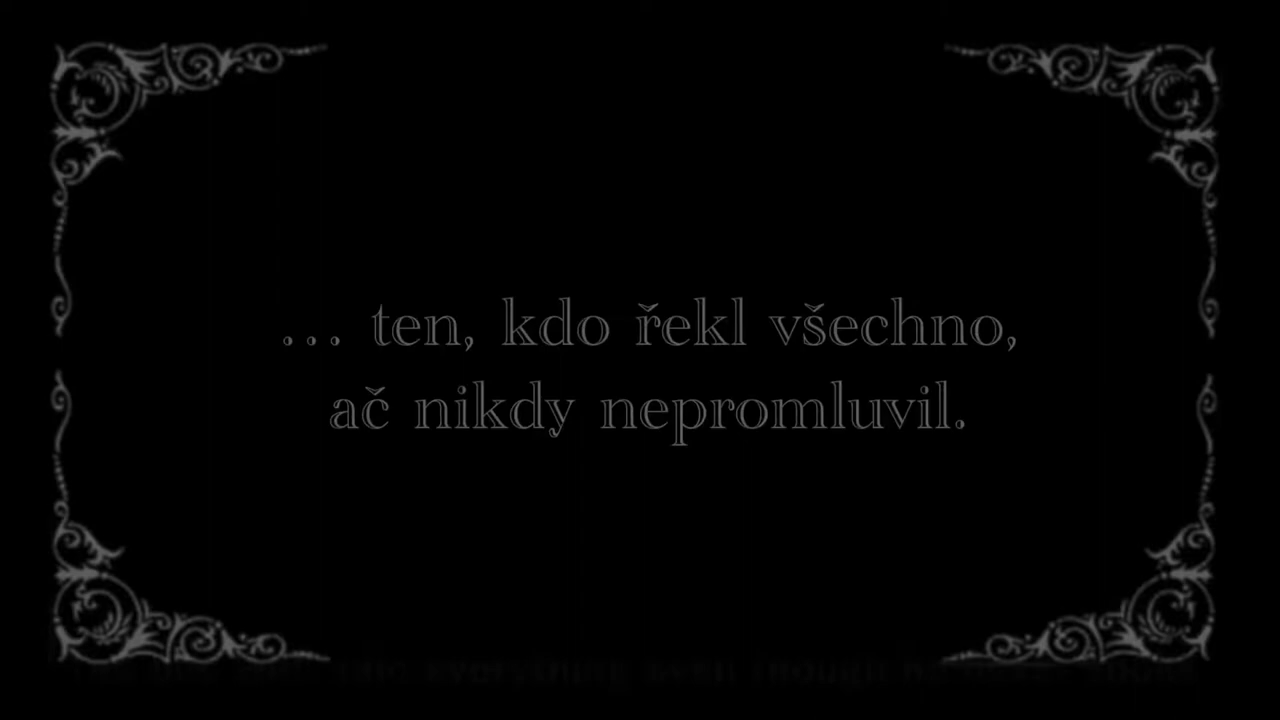 … ten, kdo řekl všechno,
ač nikdy nepromluvil.